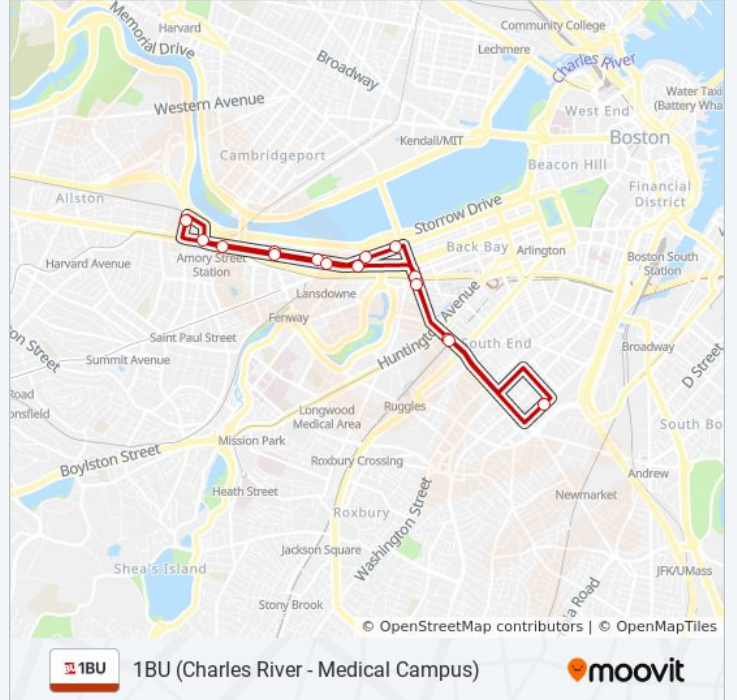 Memorial Drive
Harvard
Community College
Broadway
Lechmere
Charles River
Water Taxi
(Battery Wha
Western Avenue
West End
Kendall/MIT
Boston
Cambridgeport
Beacon Hill
Allston
Financial
District
Storrow Drive
Back Bay
Arlington
Harvard Avenue
Amory Street
Station
Boston South
Station
Lansdowne
Fenway
Huntington Avenue
Saint Paul Street
South End
Broadway
on Street
Summit Avenue
D Street
Road
onsfield
Longwood
Medical Area
Ruggles
South Bo
Mission Park
Boylston Street
Roxbury Crossing
Andrew
Heath Street
Newmarket
Washington Street
Roxbury
Jackson Square
Shea's Island
JFK/UMass
Stony Brook
a Road
© OpenStreetMap contributors | © OpenMapTiles
1BU
1BU (Charles River - Medical Campus)
moovit